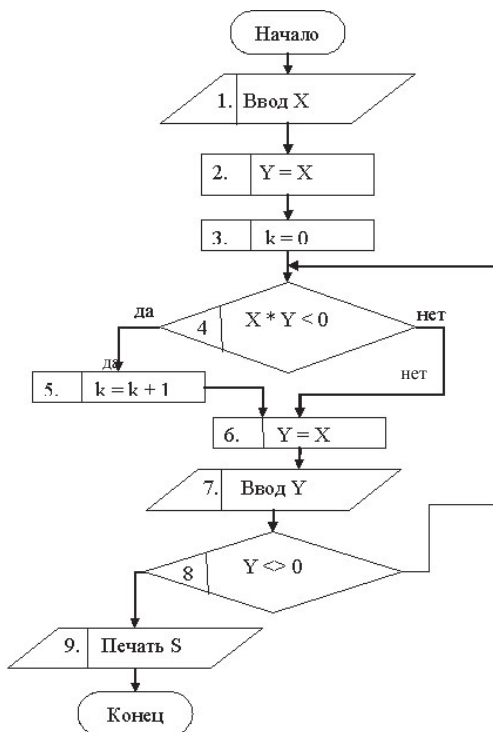 Начало
1. Ввод X
2. Y = X
3. k = 0
да
4 X * Y < 0
нет
да
нет
5. k = k + 1
6. Y = X
7. Ввод Y
8 Y <> 0
9. Печать S
Конец